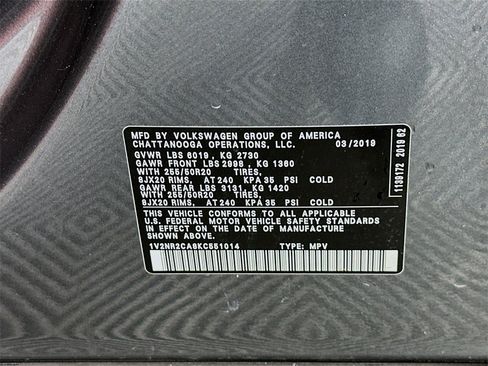 MFD BY VOLKSWAGEN GROUP OF AMERICA
CHATTANOOGA OPERATIONS, LLC. 03/2019
GVWR LBS 6019, KG 2730
GAWR FRONT LBS 2998, KG 1360
WITH 255/50R20 TIRES,
8JX20 RIMS, AT 240 KPA 35 PSI COLD
GAWR REAR LBS 3131, KG 1420
WITH 255/50R20 TIRES,
8JX20 RIMS, AT 240 KPA 35 PSI COLD
THIS VEHICLE CONFORMS TO ALL APPLICABLE
U.S. FEDERAL MOTOR VEHICLE SAFETY STANDARDS
IN EFFECT ON THE DATE OF MANUFACTURE
SHOWN ABOVE.
1V2NR2CA8KC551014 TYPE: MPV
1139172 2019 62